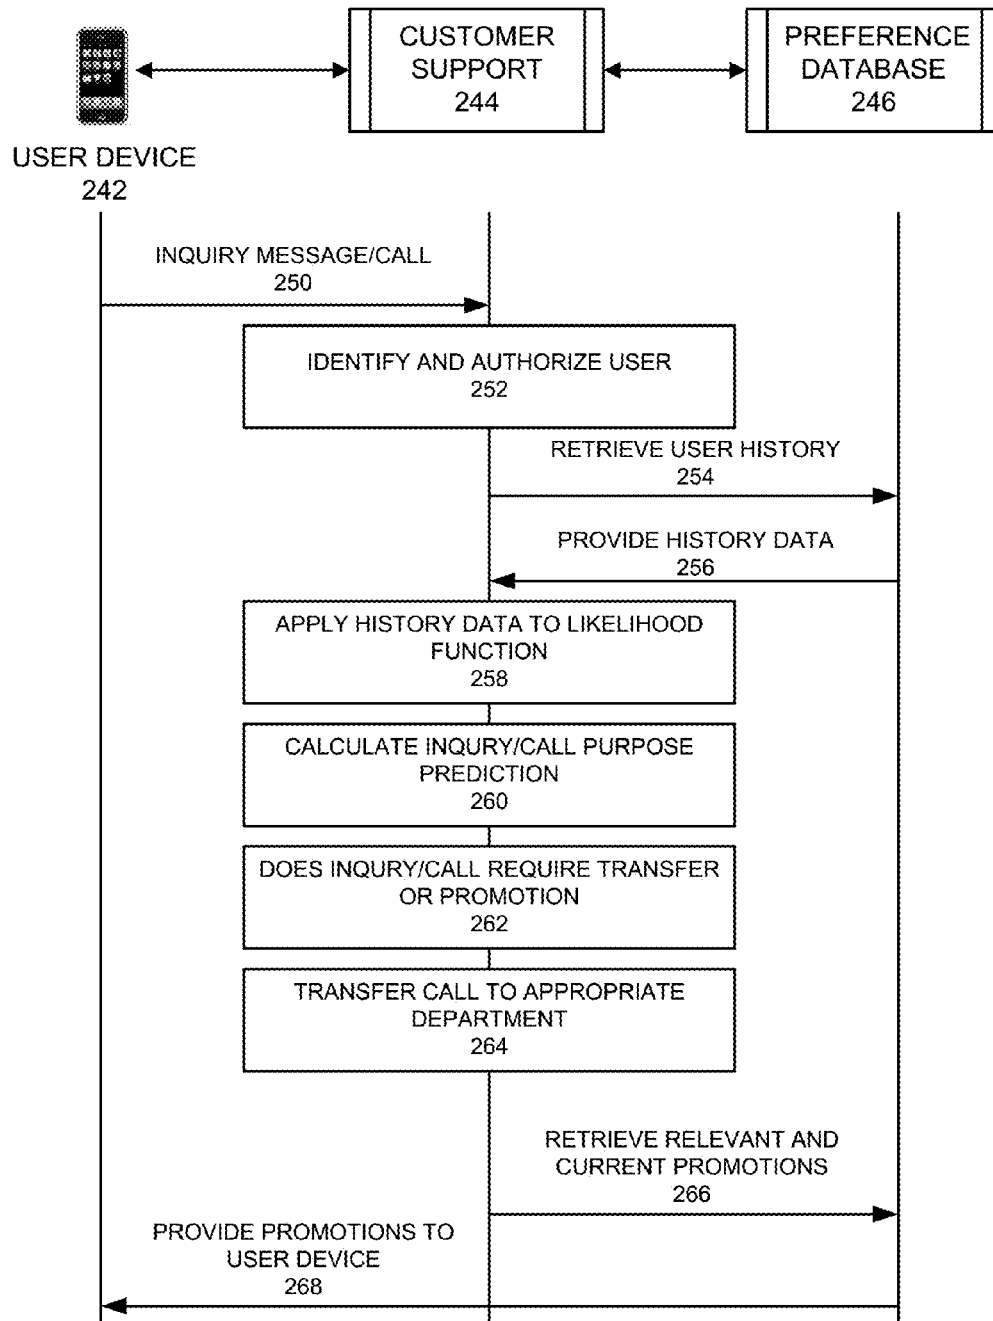 CUSTOMER
SUPPORT
244
PREFERENCE
DATABASE
246
USER DEVICE
242
INQUIRY MESSAGE/CALL
250
IDENTIFY AND AUTHORIZE USER
252
RETRIEVE USER HISTORY
254
PROVIDE HISTORY DATA
256
APPLY HISTORY DATA TO LIKELIHOOD
FUNCTION
258
CALCULATE INQURY/CALL PURPOSE
PREDICTION
260
DOES INQURY/CALL REQUIRE TRANSFER
OR PROMOTION
262
TRANSFER CALL TO APPROPRIATE
DEPARTMENT
264
RETRIEVE RELEVANT AND
CURRENT PROMOTIONS
266
PROVIDE PROMOTIONS TO
USER DEVICE
268